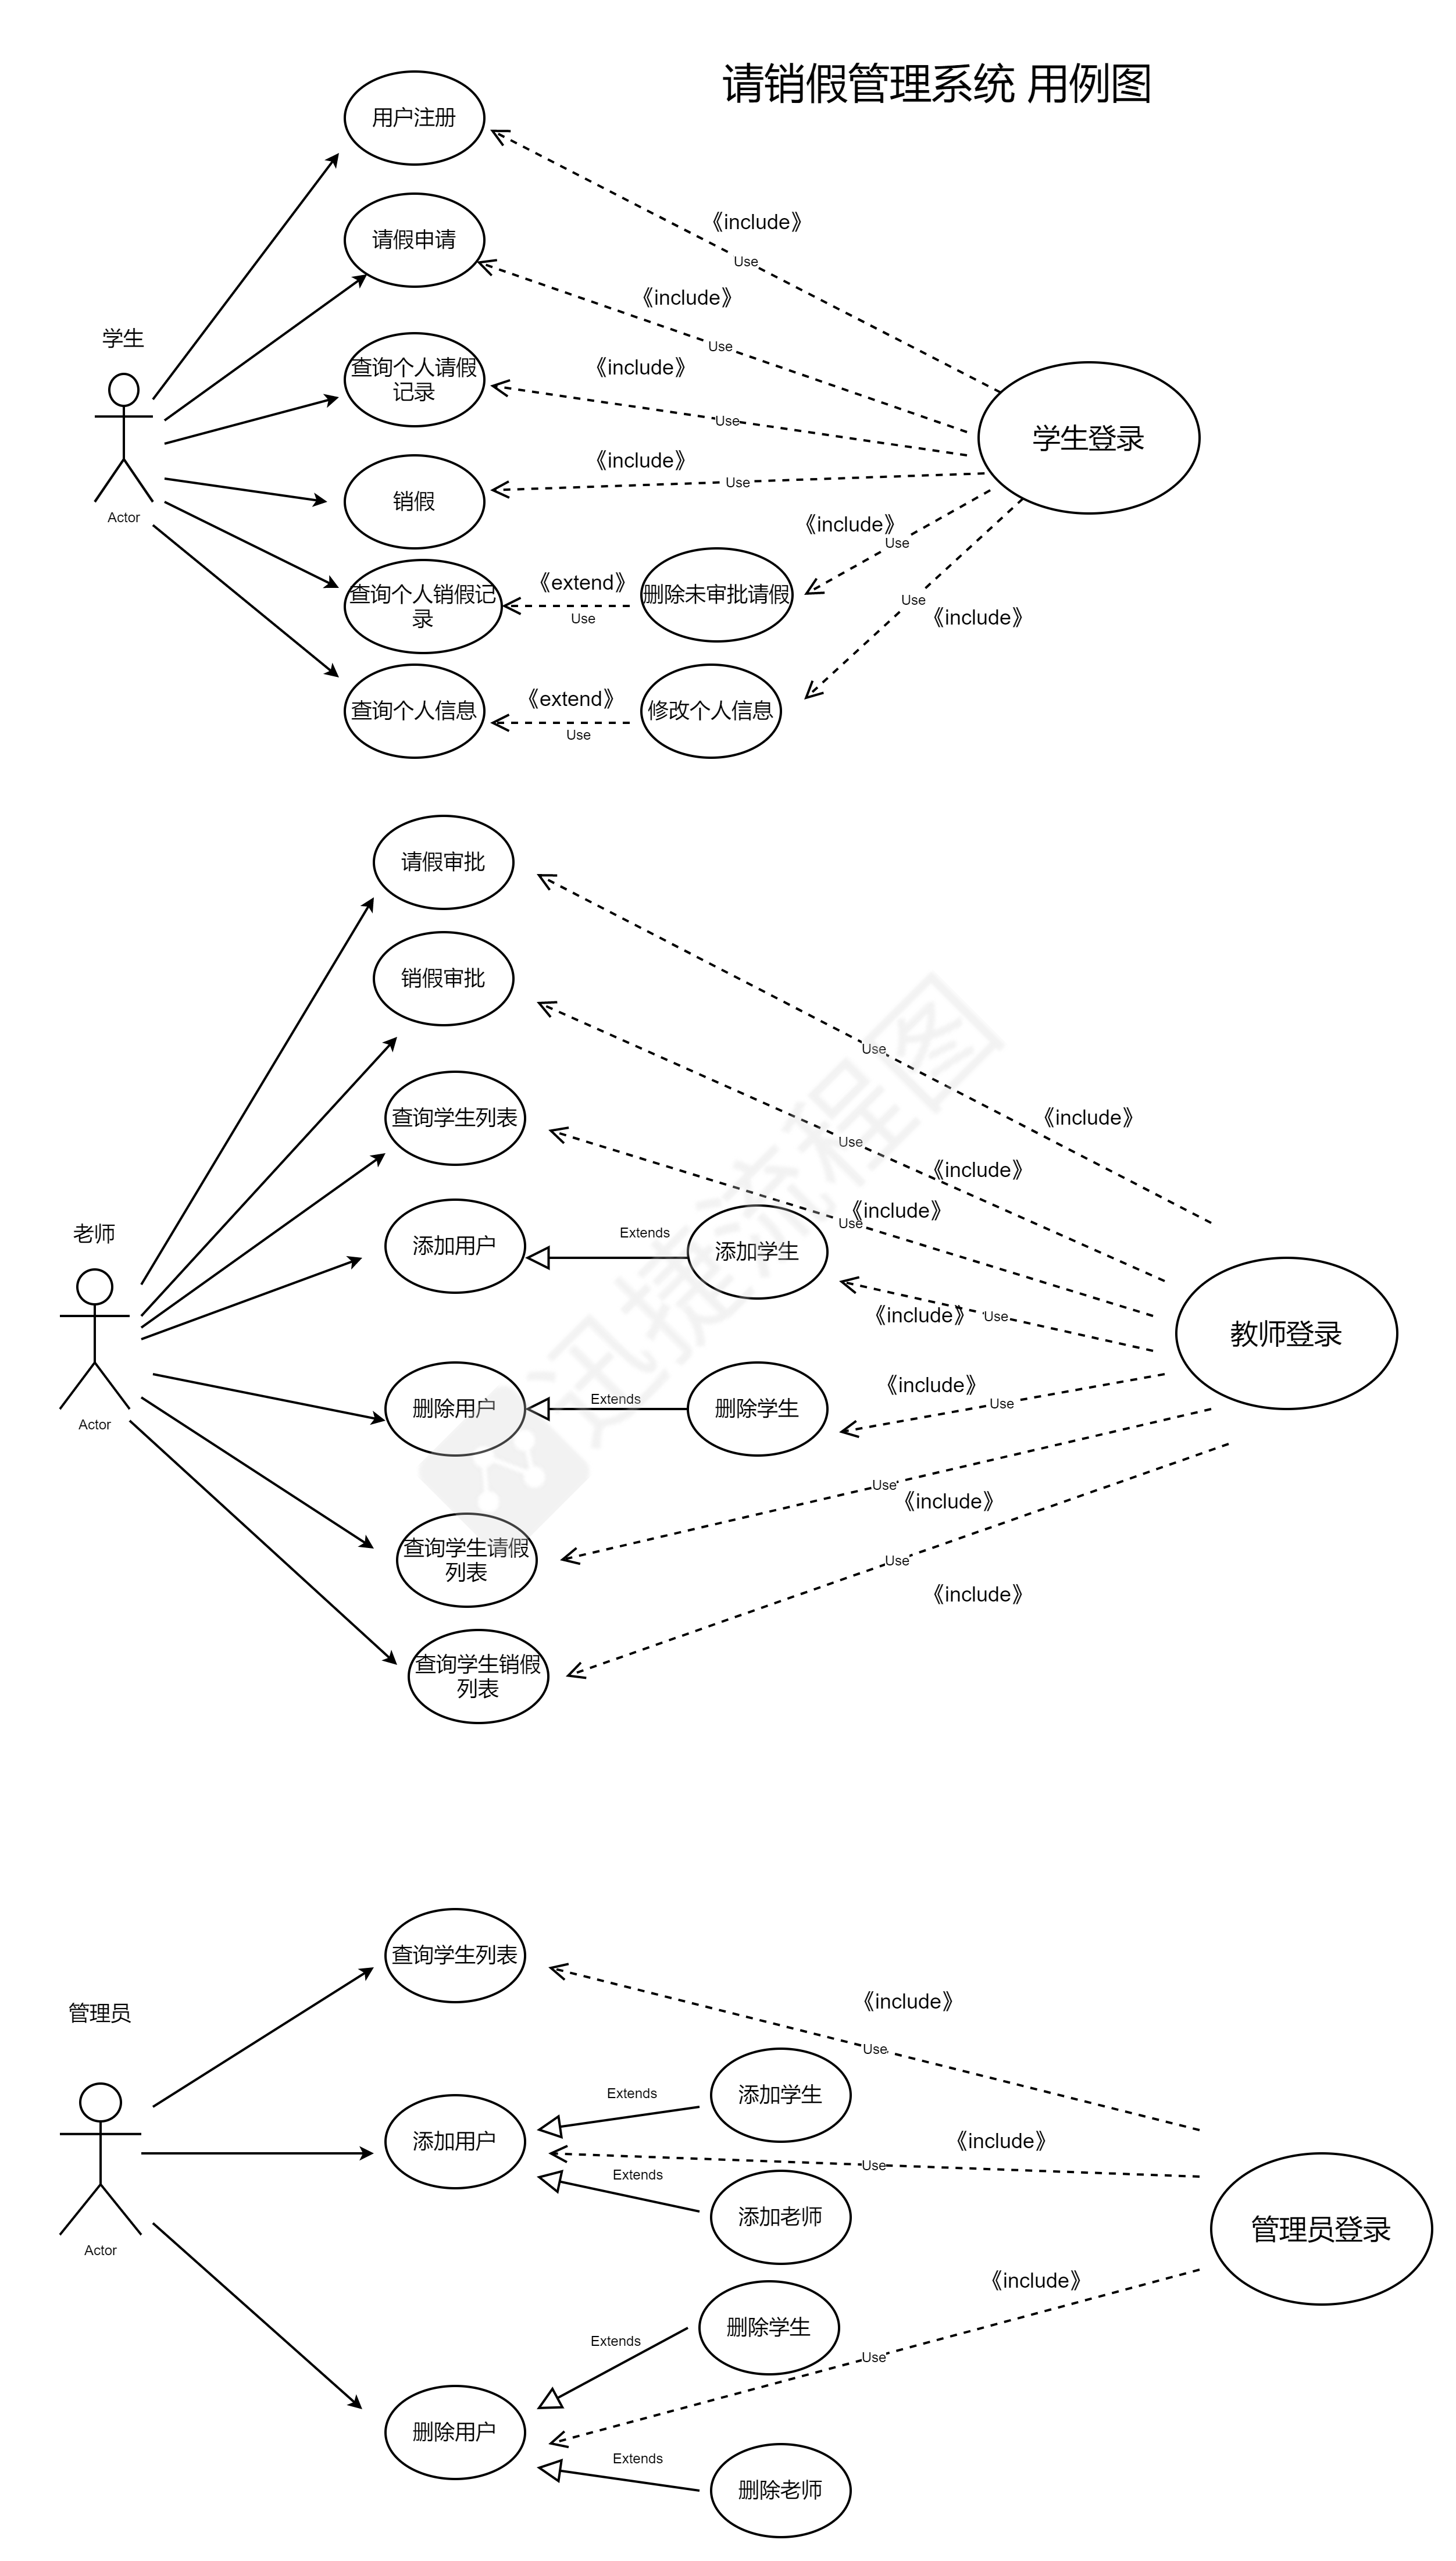 请销假管理系统 用例图
用户注册
《include》
Use
请假申请
《include》
Use
学生
查询个人请假
记录
《include》
Use
学生登录
《include》
Use
销假
Actor
《include》
Use
《extend》
Use
查询个人销假记
录
删除未审批请假
Use
《include》
《extend》
Use
查询个人信息
修改个人信息
请假审批
销假审批
Use
《include》
查询学生列表
Use
《include》
《include》
Use
老师
添加用户
Extends
添加学生
《include》
Use
教师登录
Actor
删除用户
Extends
删除学生
《include》
Use
Use
《include》
查询学生请假
列表
Use
《include》
查询学生销假
列表
迅捷流程图
查询学生列表
《include》
Use
管理员
Extends
添加学生
添加用户
《include》
Use
Extends
添加老师
管理员登录
Actor
《include》
删除学生
Extends
Use
删除用户
Extends
删除老师